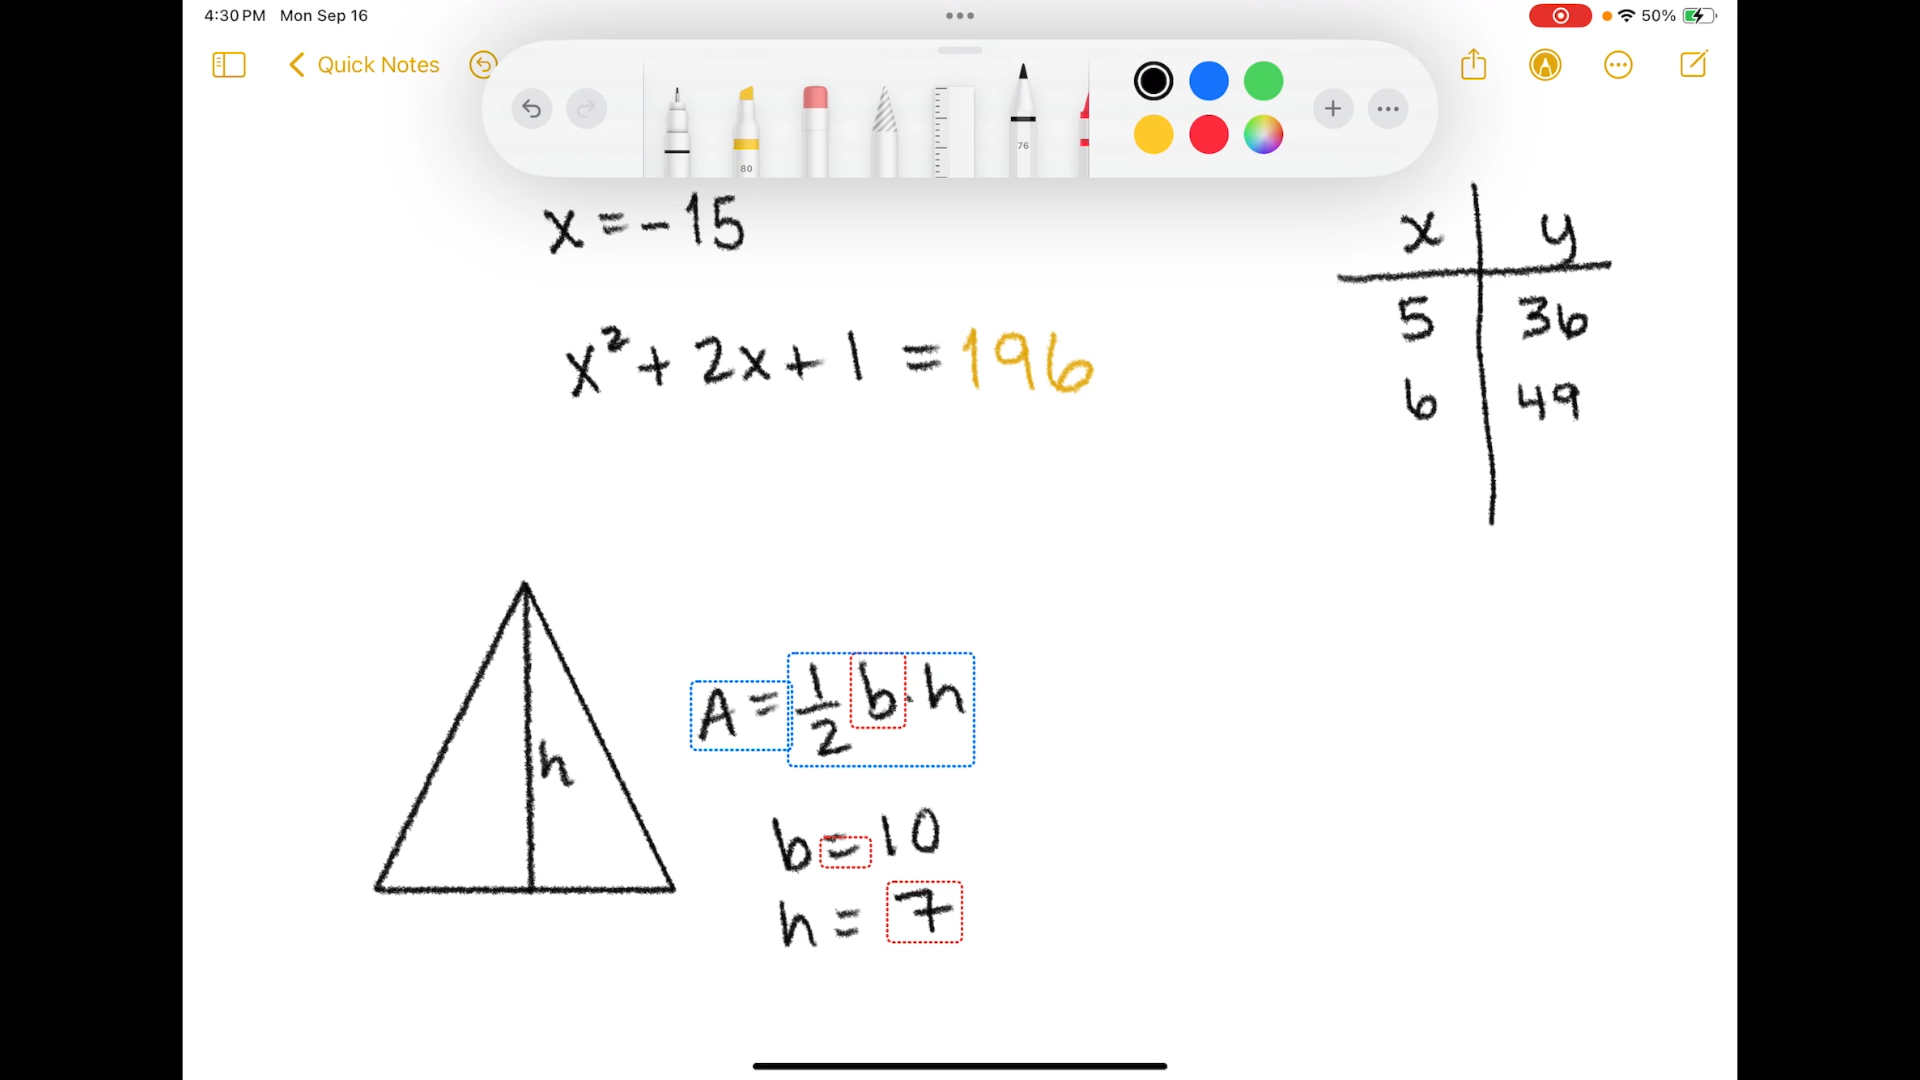 4:30 PM Mon Sep 16
50%
Quick Notes
80
76
x = -15
x² + 2x + 1 = 196
x y
5 36
6 49
h
A = 1/2 b · h
b = 10
h = 7